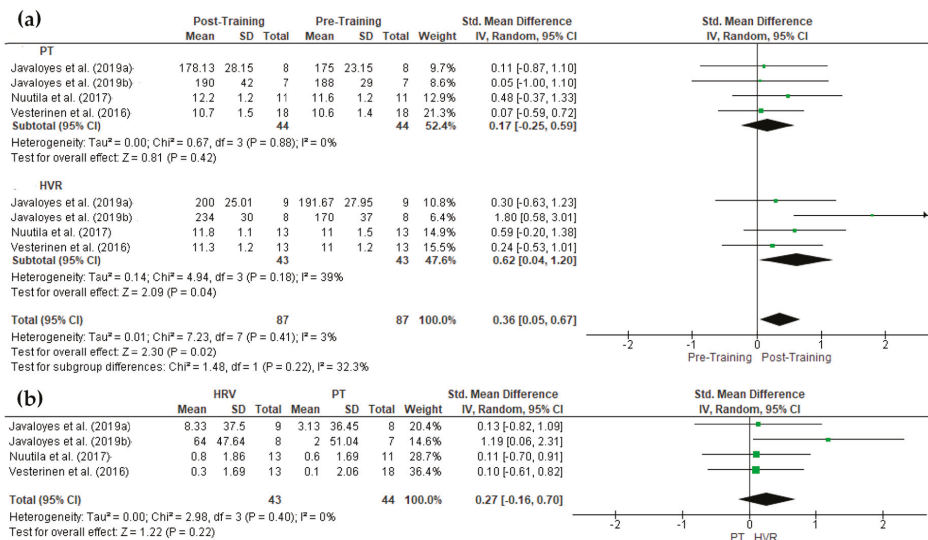 (a)
Post-Training Pre-Training Std. Mean Difference Std. Mean Difference
Mean SD Total Mean SD Total Weight IV, Random, 95% CI IV, Random, 95% CI
PT
Javaloyes et al. (2019a) 178.13 28.15 8 175 23.15 8 9.7% 0.11 [-0.87, 1.10]
Javaloyes et al. (2019b) 190 42 7 188 29 7 8.6% 0.05 [-1.00, 1.10]
Nuutila et al. (2017) 12.2 1.2 11 11.6 1.2 11 12.9% 0.48 [-0.37, 1.33]
Vesterinen et al. (2016) 10.7 1.5 18 10.6 1.4 18 21.3% 0.07 [-0.59, 0.72]
Subtotal (95% CI) 44 44 52.4% 0.17 [-0.25, 0.59]
Heterogeneity: Tau² = 0.00; Chi² = 0.67, df = 3 (P = 0.88); I² = 0%
Test for overall effect: Z = 0.81 (P = 0.42)
HVR
Javaloyes et al. (2019a) 200 25.01 9 191.67 27.95 9 10.8% 0.30 [-0.63, 1.23]
Javaloyes et al. (2019b) 234 30 8 170 37 8 6.4% 1.80 [0.58, 3.01]
Nuutila et al. (2017) 11.8 1.1 13 11 1.5 13 14.9% 0.59 [-0.20, 1.38]
Vesterinen et al. (2016) 11.3 1.2 13 11 1.2 13 15.5% 0.24 [-0.53, 1.01]
Subtotal (95% CI) 43 43 47.6% 0.62 [0.04, 1.20]
Heterogeneity: Tau² = 0.14; Chi² = 4.94, df = 3 (P = 0.18); I² = 39%
Test for overall effect: Z = 2.09 (P = 0.04)
Total (95% CI) 87 87 100.0% 0.36 [0.05, 0.67]
Heterogeneity: Tau² = 0.01; Chi² = 7.23, df = 7 (P = 0.41); I² = 3%
Test for overall effect: Z = 2.30 (P = 0.02)
Test for subgroup differences: Chi² = 1.48, df = 1 (P = 0.22), I² = 32.3%
-2 -1 0 1 2
Pre-Training Post-Training
(b)
HRV PT Std. Mean Difference Std. Mean Difference
Mean SD Total Mean SD Total Weight IV, Random, 95% CI IV, Random, 95% CI
Javaloyes et al. (2019a) 8.33 37.5 9 3.13 36.45 8 20.4% 0.13 [-0.82, 1.09]
Javaloyes et al. (2019b) 64 47.64 8 2 51.04 7 14.6% 1.19 [0.06, 2.31]
Nuutila et al. (2017) 0.8 1.86 13 0.6 1.69 11 28.7% 0.11 [-0.70, 0.91]
Vesterinen et al. (2016) 0.3 1.69 13 0.1 2.06 18 36.4% 0.10 [-0.61, 0.82]
Total (95% CI) 43 44 100.0% 0.27 [-0.16, 0.70]
Heterogeneity: Tau² = 0.00; Chi² = 2.98, df = 3 (P = 0.40); I² = 0%
Test for overall effect: Z = 1.22 (P = 0.22)
-2 -1 0 1 2
PT HVR